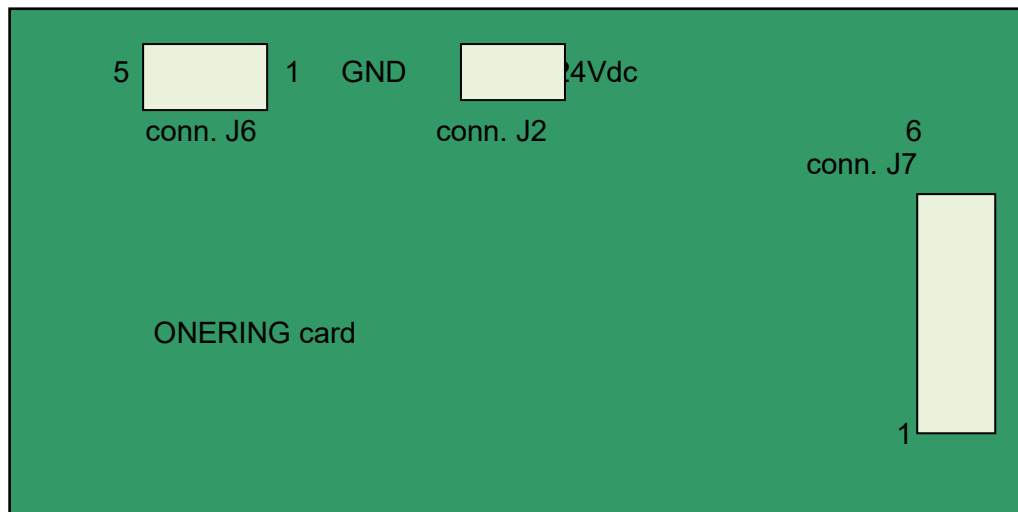 5 1 GND 24Vdc
conn. J6 conn. J2 6
conn. J7
ONERING card
1